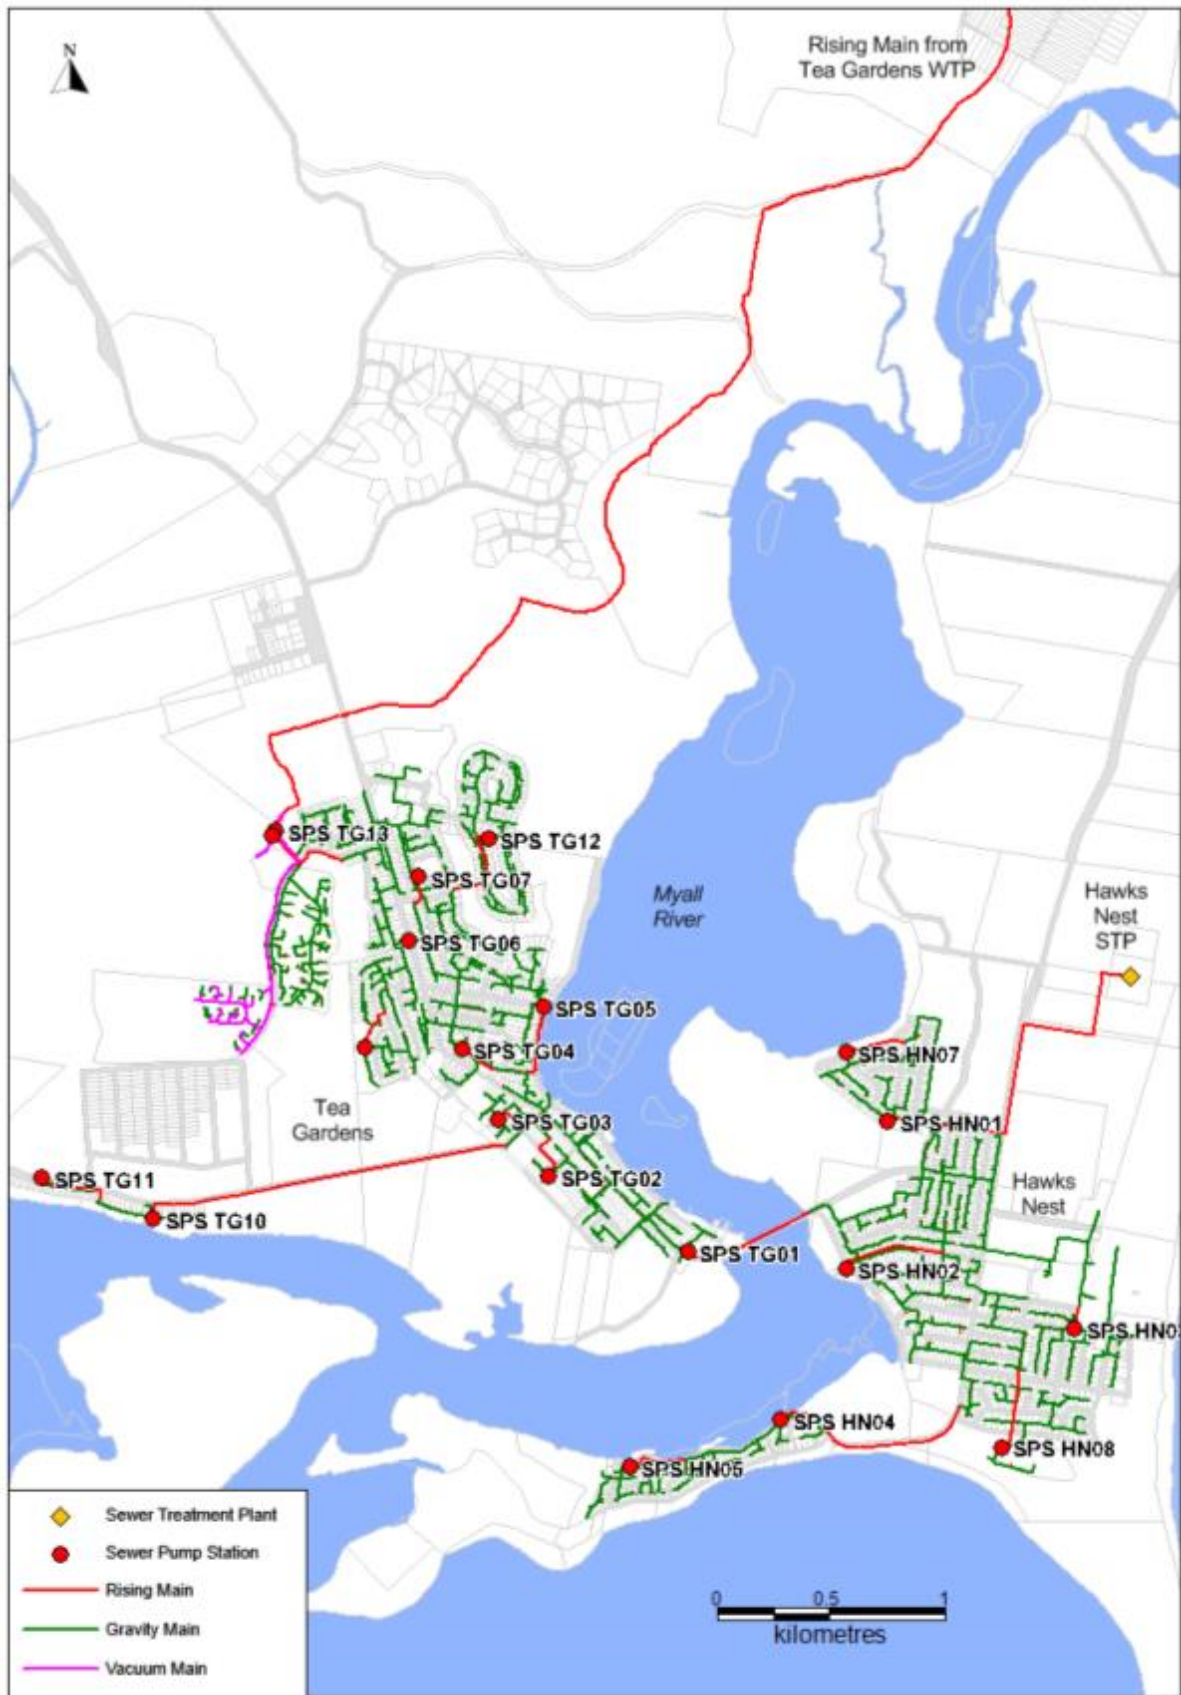 Rising Main from
Tea Gardens WTP
N
SPS TG13
SPS TG12
SPS TG07
Myall
River
Hawks
Nest
STP
SPS TG06
SPS TG05
SPS TG04
SPS HN07
Tea
Gardens
SPS TG03
SPS HN01
SPS TG11
SPS TG02
Hawks
Nest
SPS TG10
SPS TG01
SPS HN02
SPS HN03
SPS HN04
SPS HN08
SPS HN05
Sewer Treatment Plant
Sewer Pump Station
Rising Main
Gravity Main
Vacuum Main
0 0.5 1
kilometres